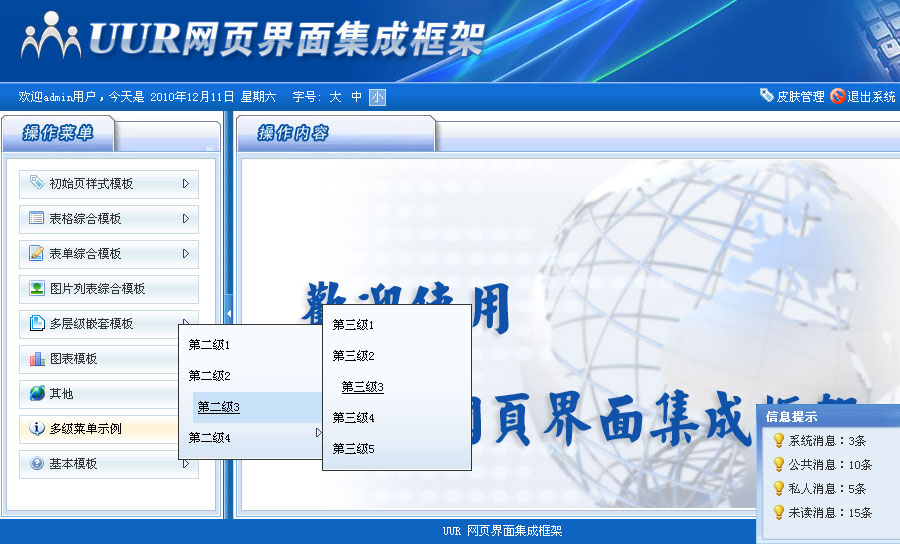 UUR网页界面集成框架
欢迎admin用户，今天是 2010年12月11日 星期六 字号: 大 中 小
皮肤管理 退出系统
操作菜单
操作内容
初始页样式模板
表格综合模板
表单综合模板
图片列表综合模板
多层级嵌套模板
图表模板
其他
多级菜单示例
基本模板
第二级1
第二级2
第二级3
第二级4
第三级1
第三级2
第三级3
第三级4
第三级5
歡迎使用
網頁界面集成框架
信息提示
系统消息：3条
公共消息：10条
私人消息：5条
未读消息：15条
UUR 网页界面集成框架